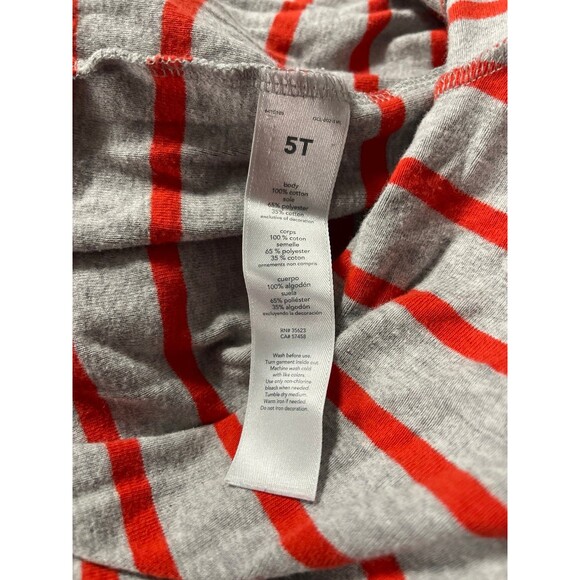 5T
body
100% cotton
sole
65% polyester
35% cotton
exclusive of decoration
corps
100 % coton
semelle
65 % polyester
35 % coton
ornements non compris
cuerpo
100% algodón
suela
65% poliéster
35% algodón
excluyendo la decoración
RN# 35623
CA# 57458
Wash before use.
Turn garment inside out.
Machine wash cold
with like colors.
Use only non-chlorine
bleach when needed.
Tumble dry medium.
Warm iron if needed.
Do not iron decoration.